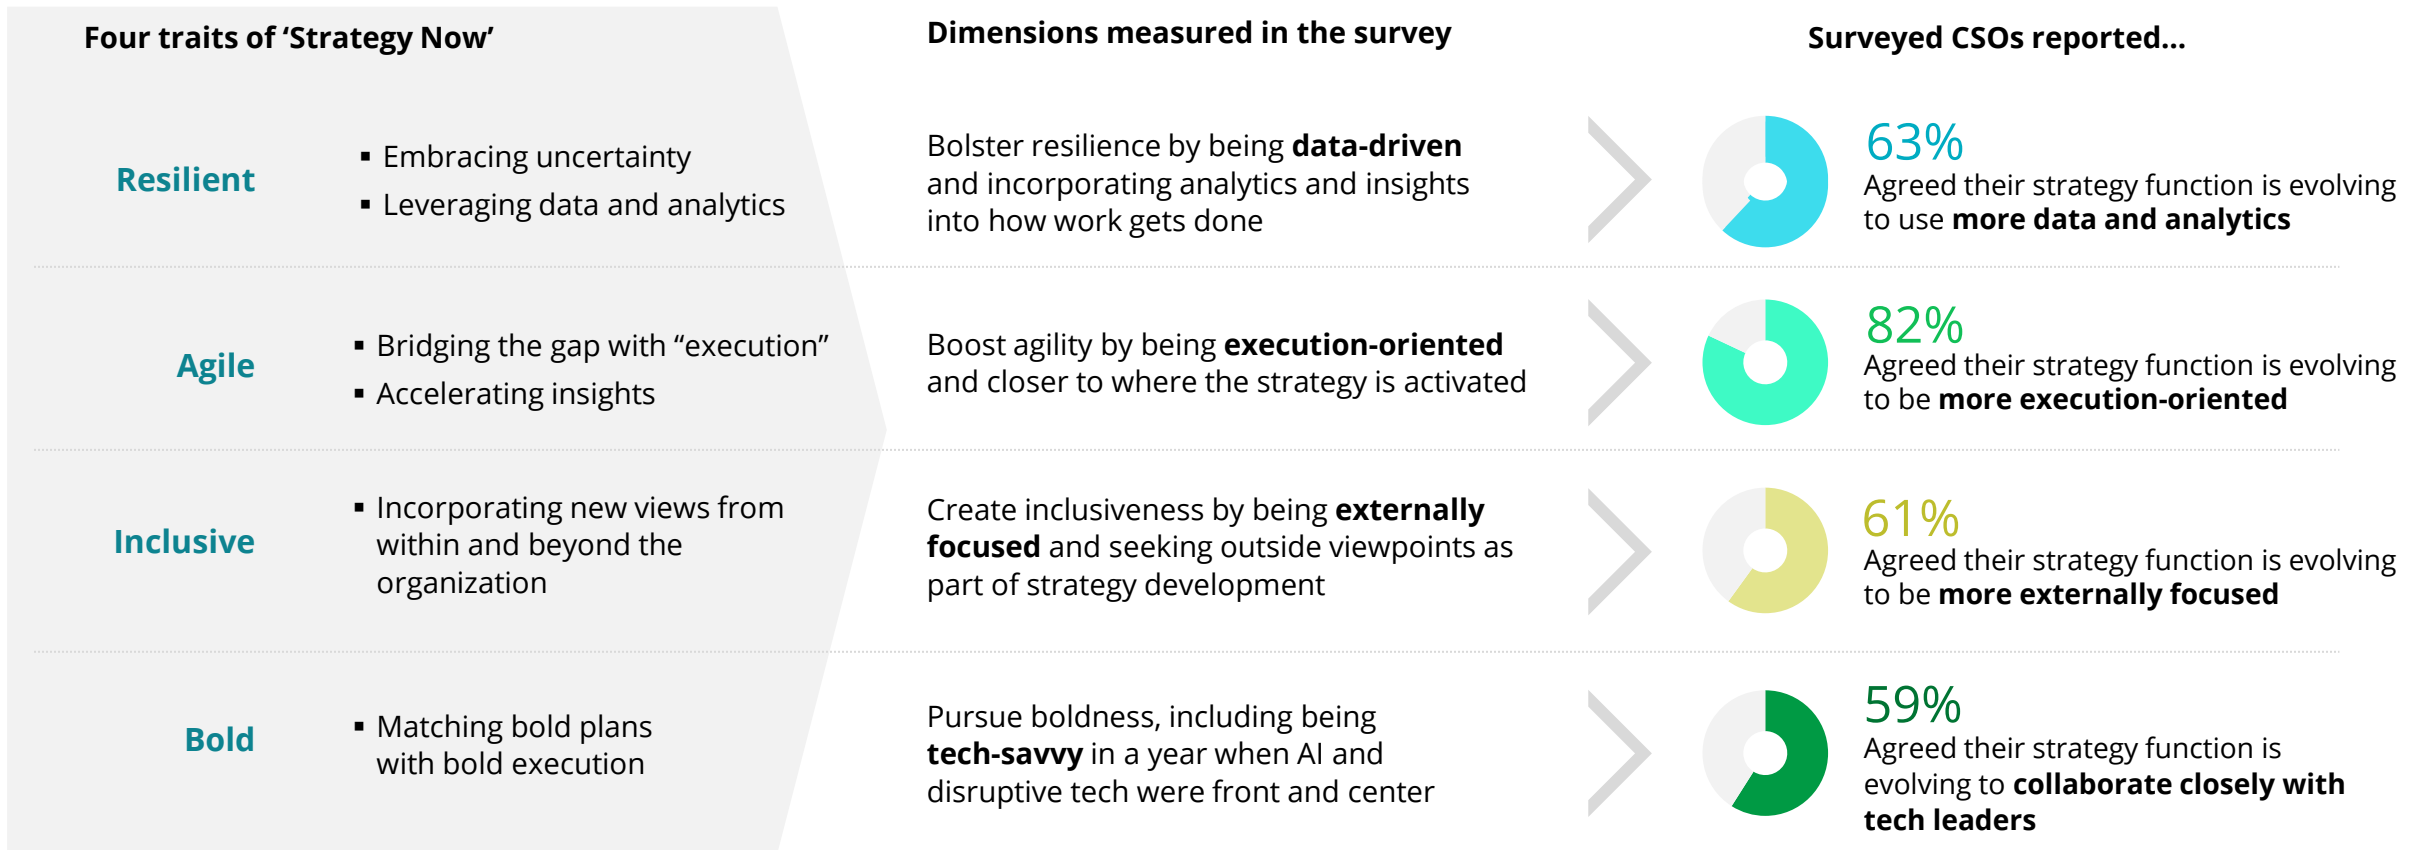 Four traits of ‘Strategy Now’
Dimensions measured in the survey
Surveyed CSOs reported...
Resilient
▪ Embracing uncertainty
▪ Leveraging data and analytics
Bolster resilience by being data-driven
and incorporating analytics and insights
into how work gets done
63%
Agreed their strategy function is evolving
to use more data and analytics
Agile
▪ Bridging the gap with “execution”
▪ Accelerating insights
Boost agility by being execution-oriented
and closer to where the strategy is activated
82%
Agreed their strategy function is evolving
to be more execution-oriented
Inclusive
▪ Incorporating new views from
within and beyond the
organization
Create inclusiveness by being externally
focused and seeking outside viewpoints as
part of strategy development
61%
Agreed their strategy function is evolving
to be more externally focused
Bold
▪ Matching bold plans
with bold execution
Pursue boldness, including being
tech-savvy in a year when AI and
disruptive tech were front and center
59%
Agreed their strategy function is
evolving to collaborate closely with
tech leaders